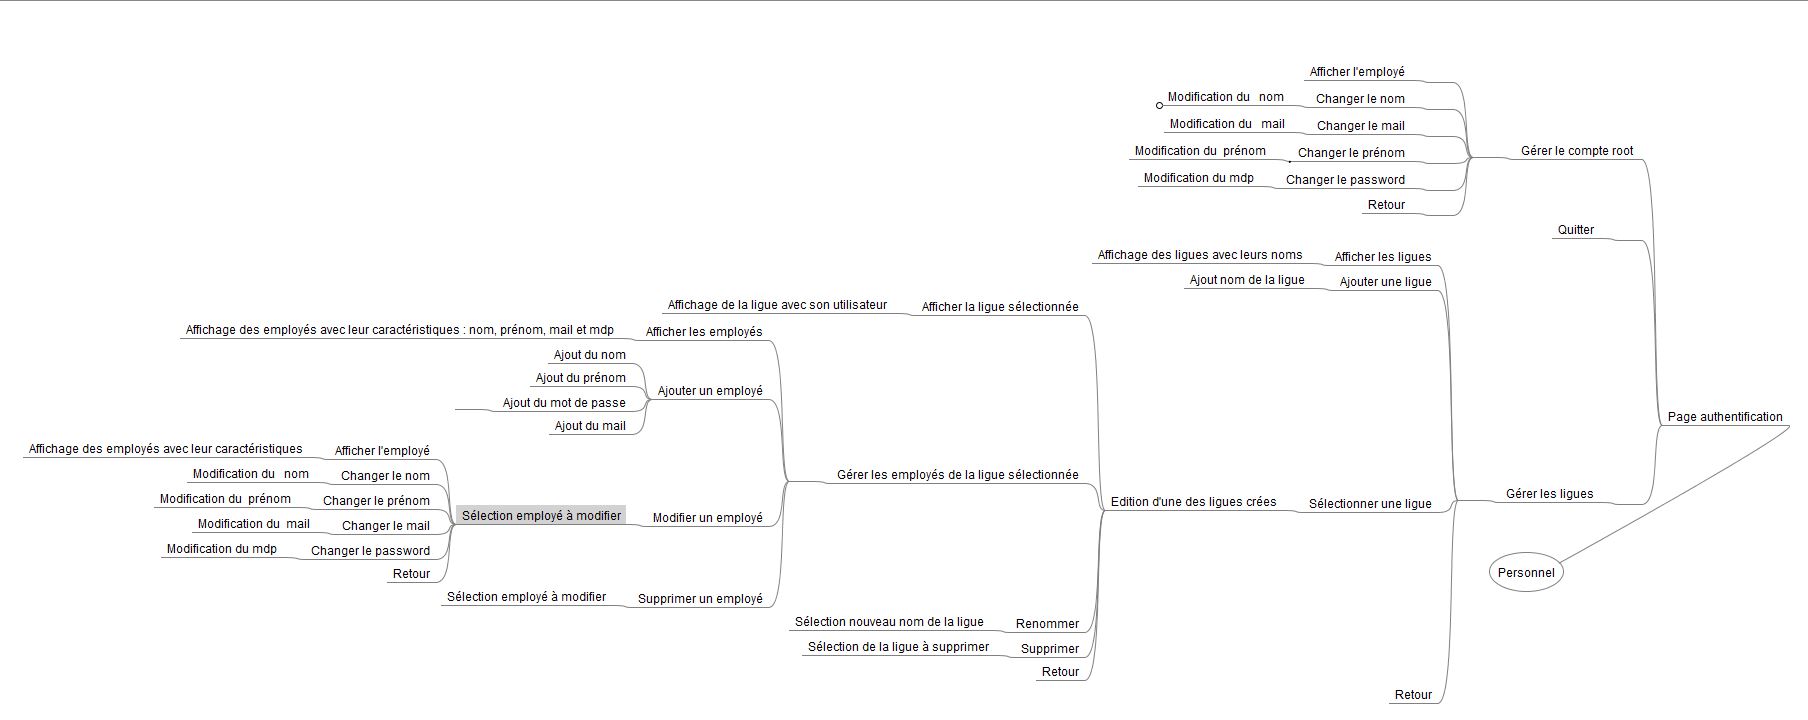 Afficher l'employé
Modification du   nom
Changer le nom
Modification du   mail
Changer le mail
Modification du  prénom
Changer le prénom
Gérer le compte root
Modification du mdp
Changer le password
Retour
Quitter
Affichage des ligues avec leurs noms
Afficher les ligues
Ajout nom de la ligue
Ajouter une ligue
Affichage de la ligue avec son utilisateur
Afficher la ligue sélectionnée
Affichage des employés avec leur caractéristiques : nom, prénom, mail et mdp
Afficher les employés
Ajout du nom
Ajout du prénom
Ajouter un employé
Ajout du mot de passe
Ajout du mail
Page authentification
Affichage des employés avec leur caractéristiques
Afficher l'employé
Modification du   nom
Changer le nom
Gérer les employés de la ligue sélectionnée
Modification du  prénom
Changer le prénom
Edition d'une des ligues crées
Sélectionner une ligue
Gérer les ligues
Sélection employé à modifier
Modifier un employé
Modification du  mail
Changer le mail
Modification du mdp
Changer le password
Retour
Personnel
Sélection employé à modifier
Supprimer un employé
Sélection nouveau nom de la ligue
Renommer
Sélection de la ligue à supprimer
Supprimer
Retour
Retour